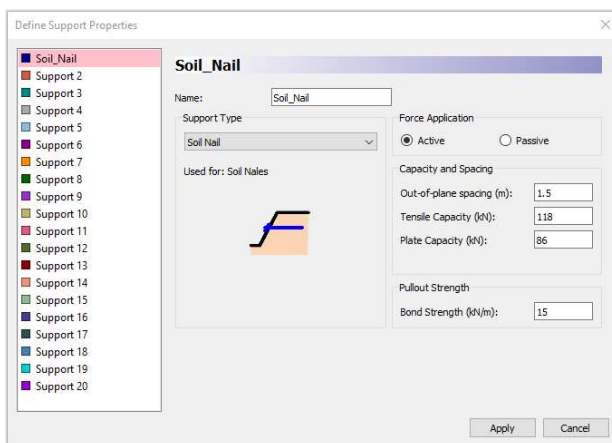 Define Support Properties
Soil_Nail
Support 2
Support 3
Support 4
Support 5
Support 6
Support 7
Support 8
Support 9
Support 10
Support 11
Support 12
Support 13
Support 14
Support 15
Support 16
Support 17
Support 18
Support 19
Support 20
Soil_Nail
Name: Soil_Nail
Support Type
Soil Nail
Used for: Soil Nales
Force Application
Active Passive
Capacity and Spacing
Out-of-plane spacing (m): 1.5
Tensile Capacity (kN): 118
Plate Capacity (kN): 86
Pullout Strength
Bond Strength (kN/m): 15
Apply Cancel